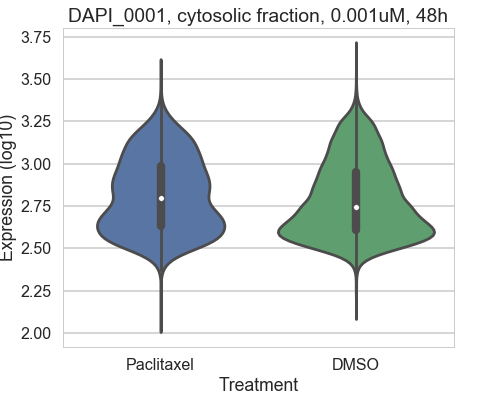 DAPI_0001, cytosolic fraction, 0.001uM, 48h
Expression (log10)
3.75
3.50
3.25
3.00
2.75
2.50
2.25
2.00
Paclitaxel
DMSO
Treatment